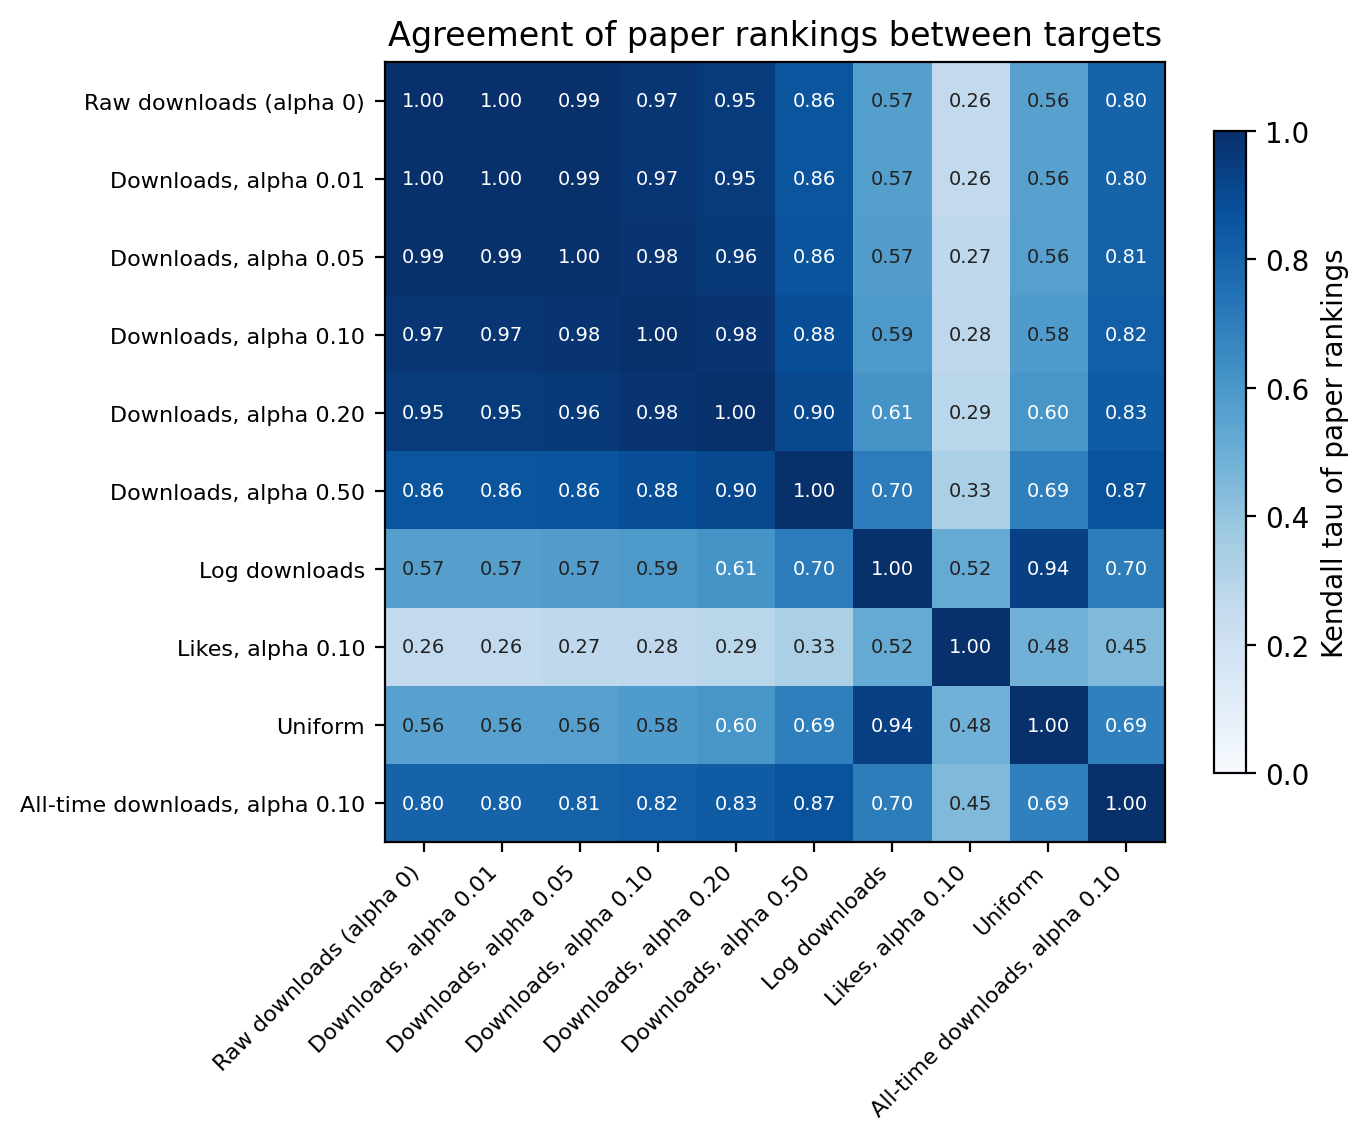 Agreement of paper rankings between targets
Raw downloads (alpha 0) 1.00 1.00 0.99 0.97 0.95 0.86 0.57 0.26 0.56 0.80
Downloads, alpha 0.01 1.00 1.00 0.99 0.97 0.95 0.86 0.57 0.26 0.56 0.80
Downloads, alpha 0.05 0.99 0.99 1.00 0.98 0.96 0.86 0.57 0.27 0.56 0.81
Downloads, alpha 0.10 0.97 0.97 0.98 1.00 0.98 0.88 0.59 0.28 0.58 0.82
Downloads, alpha 0.20 0.95 0.95 0.96 0.98 1.00 0.90 0.61 0.29 0.60 0.83
Downloads, alpha 0.50 0.86 0.86 0.86 0.88 0.90 1.00 0.70 0.33 0.69 0.87
Log downloads 0.57 0.57 0.57 0.59 0.61 0.70 1.00 0.52 0.94 0.70
Likes, alpha 0.10 0.26 0.26 0.27 0.28 0.29 0.33 0.52 1.00 0.48 0.45
Uniform 0.56 0.56 0.56 0.58 0.60 0.69 0.94 0.48 1.00 0.69
All-time downloads, alpha 0.10 0.80 0.80 0.81 0.82 0.83 0.87 0.70 0.45 0.69 1.00
Raw downloads (alpha 0)
Downloads, alpha 0.01
Downloads, alpha 0.05
Downloads, alpha 0.10
Downloads, alpha 0.20
Downloads, alpha 0.50
Log downloads
Likes, alpha 0.10
Uniform
All-time downloads, alpha 0.10
1.0
0.8
0.6
0.4
0.2
0.0
Kendall tau of paper rankings